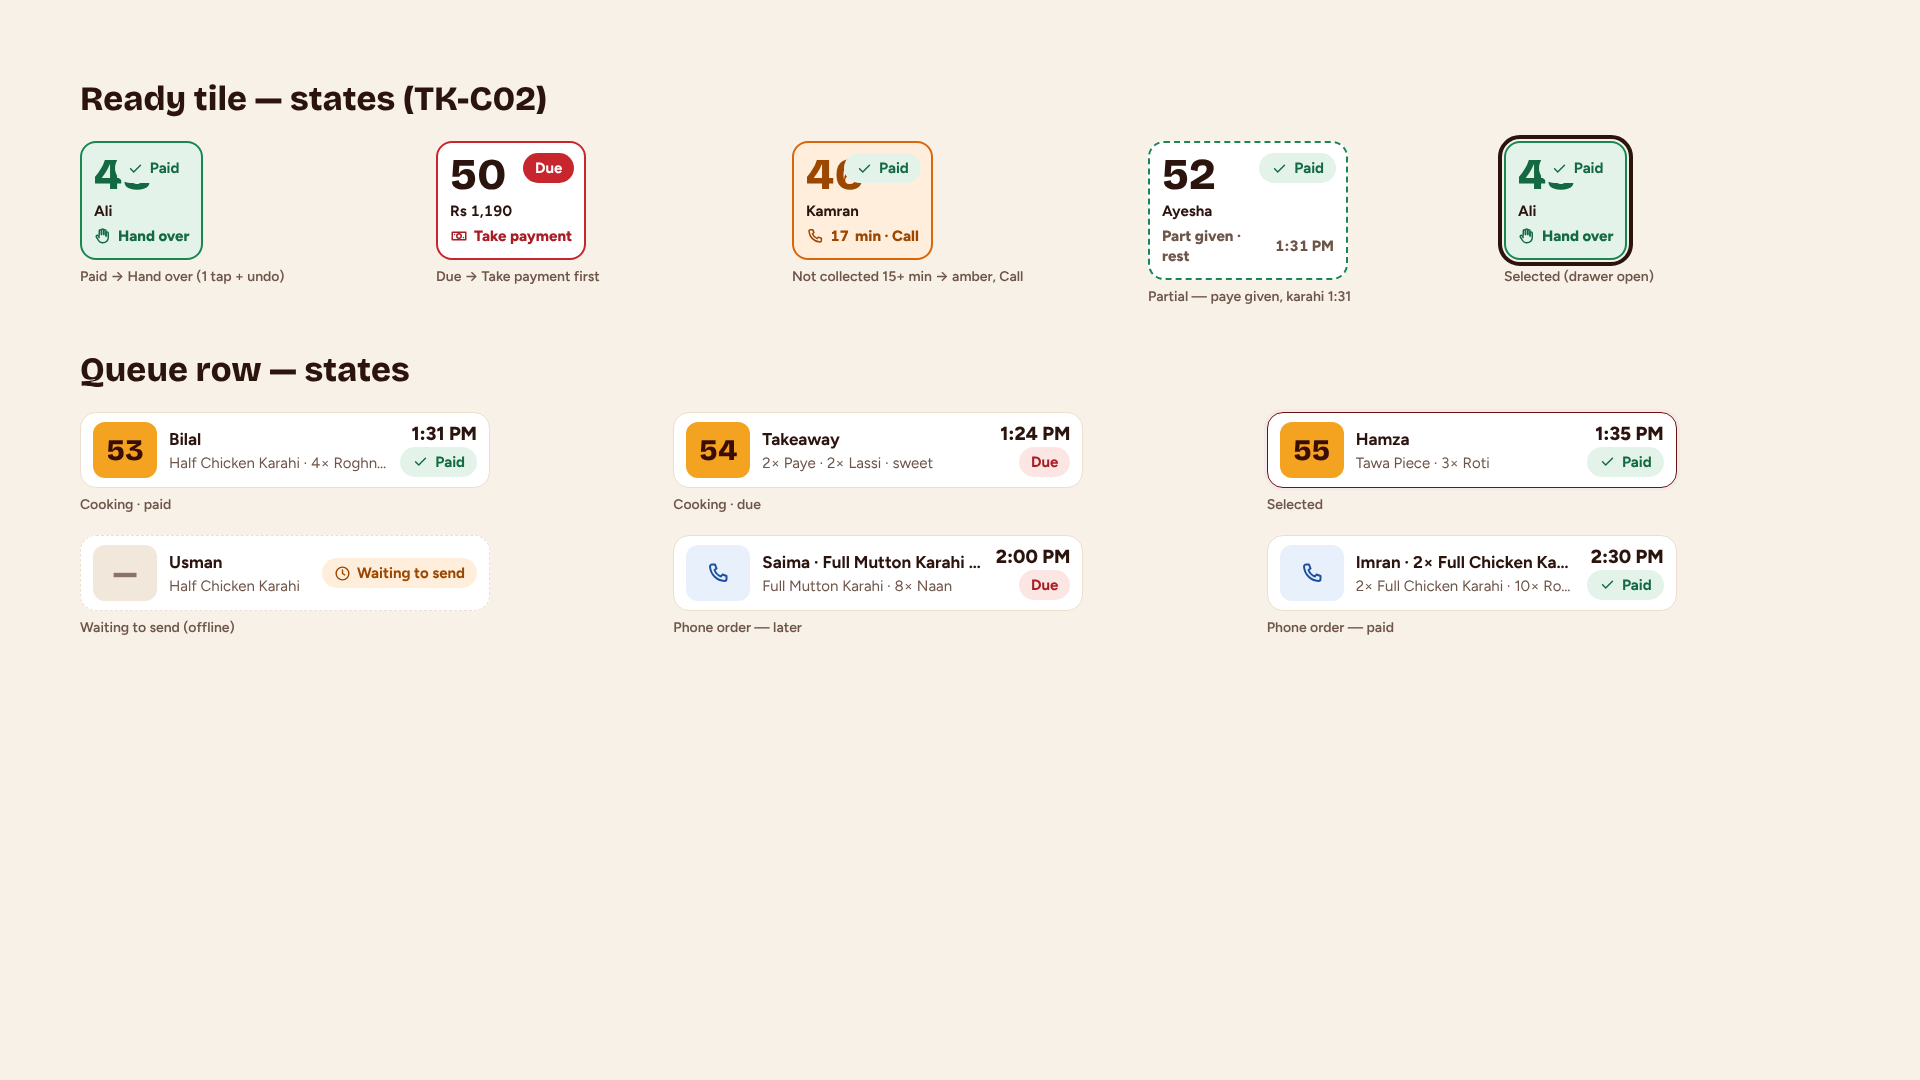 Ready tile — states (TK-C02)
Paid
Ali
Hand over
Paid → Hand over (1 tap + undo)
50
Due
Rs 1,190
Take payment
Due → Take payment first
Paid
Kamran
17 min · Call
Not collected 15+ min → amber, Call
52
Paid
Ayesha
Part given ·
rest
1:31 PM
Partial — paye given, karahi 1:31
Paid
Ali
Hand over
Selected (drawer open)
Queue row — states
53
Bilal
1:31 PM
Half Chicken Karahi · 4× Roghn...
Paid
Cooking · paid
54
Takeaway
1:24 PM
2× Paye · 2× Lassi · sweet
Due
Cooking · due
55
Hamza
1:35 PM
Tawa Piece · 3× Roti
Paid
Selected
—
Usman
Half Chicken Karahi
Waiting to send
Waiting to send (offline)
Saima · Full Mutton Karahi ...
2:00 PM
Full Mutton Karahi · 8× Naan
Due
Phone order — later
Imran · 2× Full Chicken Ka...
2:30 PM
2× Full Chicken Karahi · 10× Ro...
Paid
Phone order — paid